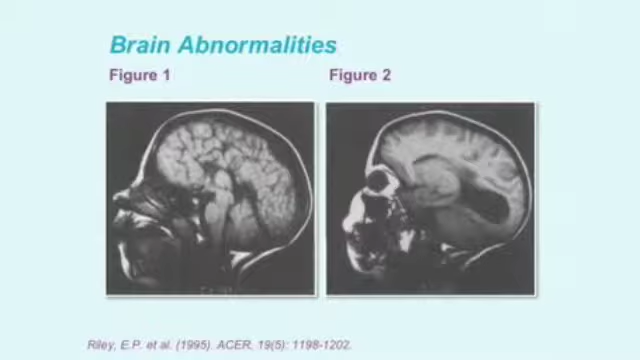 Brain Abnormalities
Figure 1
Figure 2
Riley, E.P. et al. (1995). ACER, 19(5): 1198-1202.